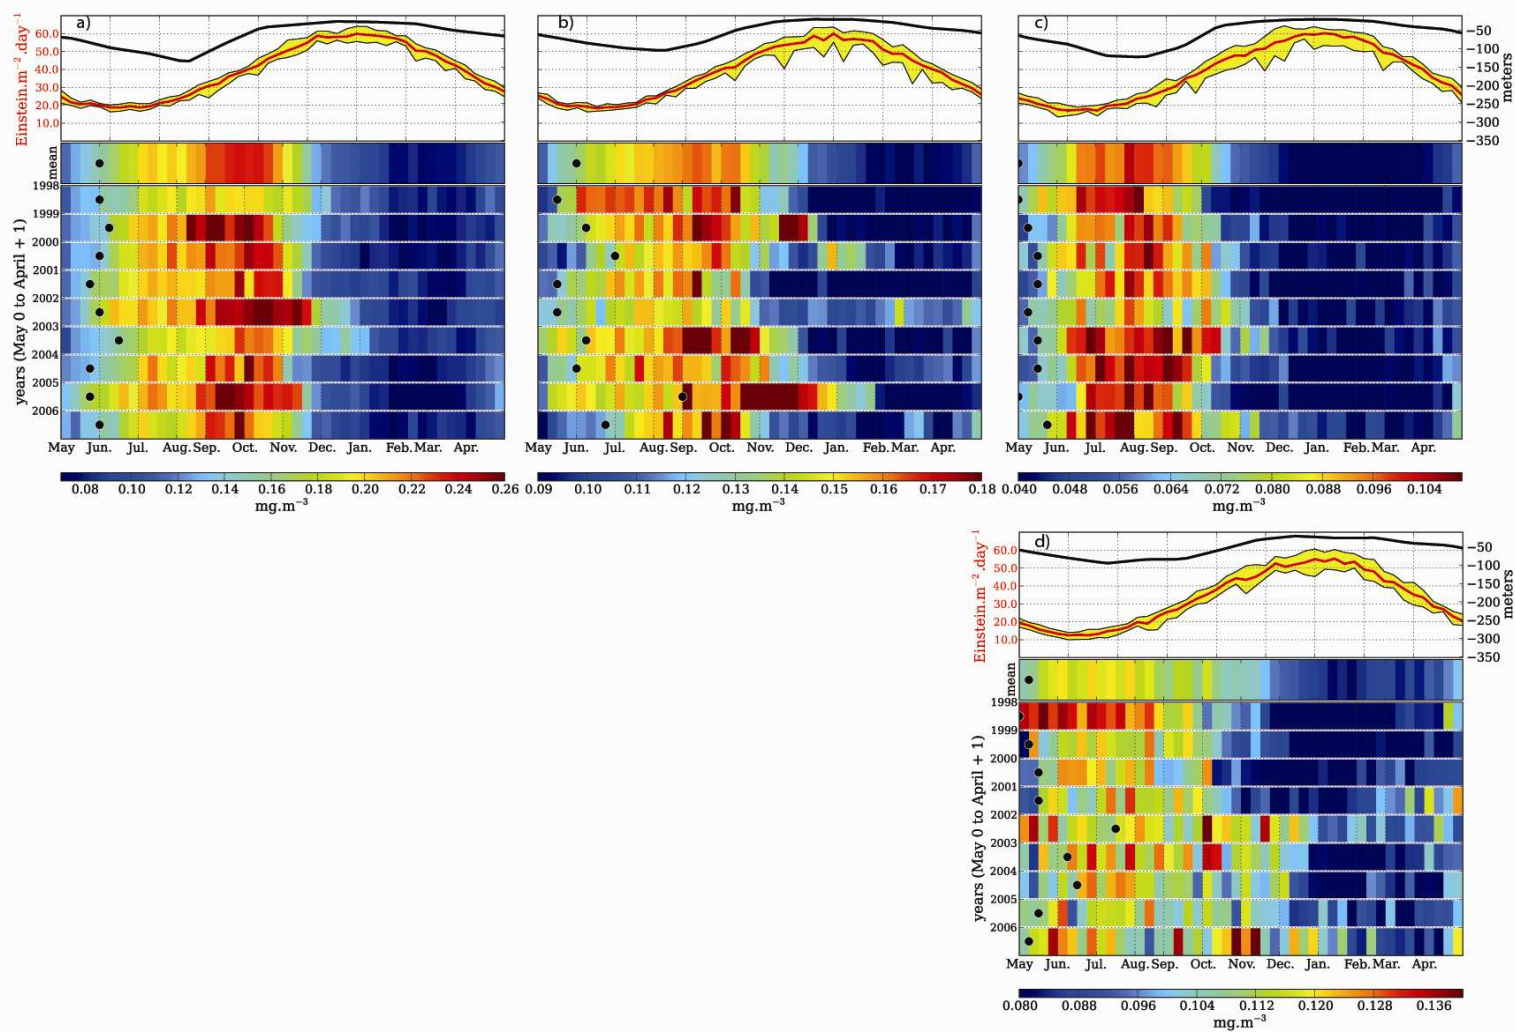 a) b) c)
Einstein.m⁻².day⁻¹
60.0
50.0
40.0
30.0
20.0
10.0
−50
−100
−150
−200
−250
−300
−350
meters
mean
years (May 0 to April + 1)
1998
1999
2000
2001
2002
2003
2004
2005
2006
May Jun. Jul. Aug. Sep. Oct. Nov. Dec. Jan. Feb. Mar. Apr.
May Jun. Jul. Aug. Sep. Oct. Nov. Dec. Jan. Feb. Mar. Apr.
May Jun. Jul. Aug. Sep. Oct. Nov. Dec. Jan. Feb. Mar. Apr.
0.08 0.10 0.12 0.14 0.16 0.18 0.20 0.22 0.24 0.26
mg.m⁻³
0.09 0.10 0.11 0.12 0.13 0.14 0.15 0.16 0.17 0.18
mg.m⁻³
0.040 0.048 0.056 0.064 0.072 0.080 0.088 0.096 0.104
mg.m⁻³
d)
Einstein.m⁻².day⁻¹
60.0
50.0
40.0
30.0
20.0
10.0
−50
−100
−150
−200
−250
−300
−350
meters
mean
years (May 0 to April + 1)
1998
1999
2000
2001
2002
2003
2004
2005
2006
May Jun. Jul. Aug. Sep. Oct. Nov. Dec. Jan. Feb. Mar. Apr.
0.080 0.088 0.096 0.104 0.112 0.120 0.128 0.136
mg.m⁻³